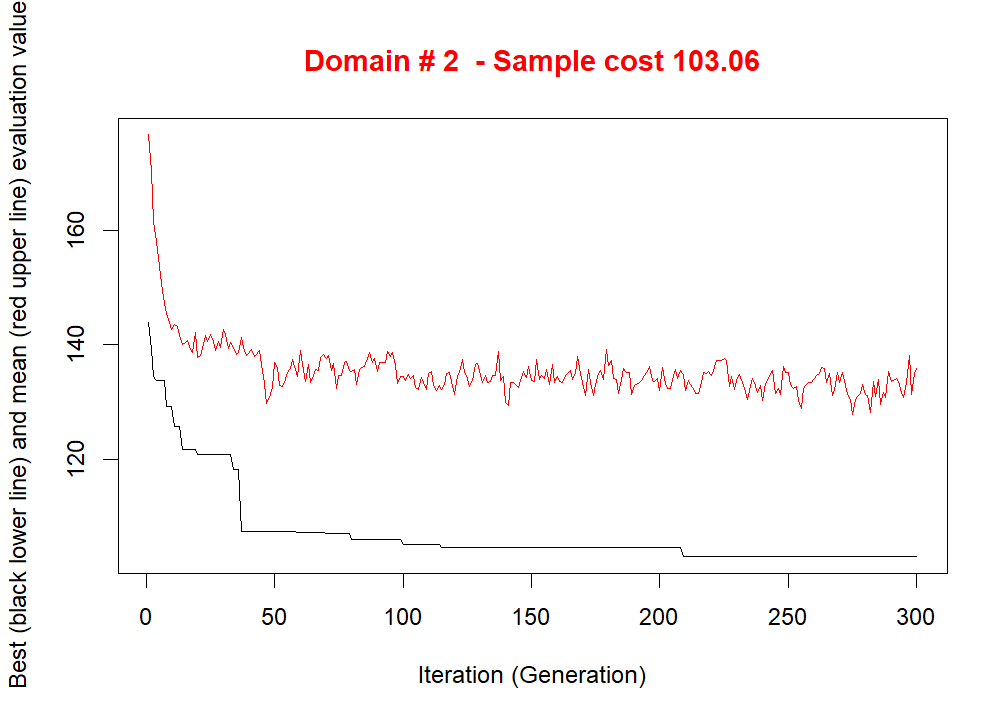 Domain # 2  - Sample cost 103.06
Best (black lower line) and mean (red upper line) evaluation value
160
140
120
0 50 100 150 200 250 300
Iteration (Generation)